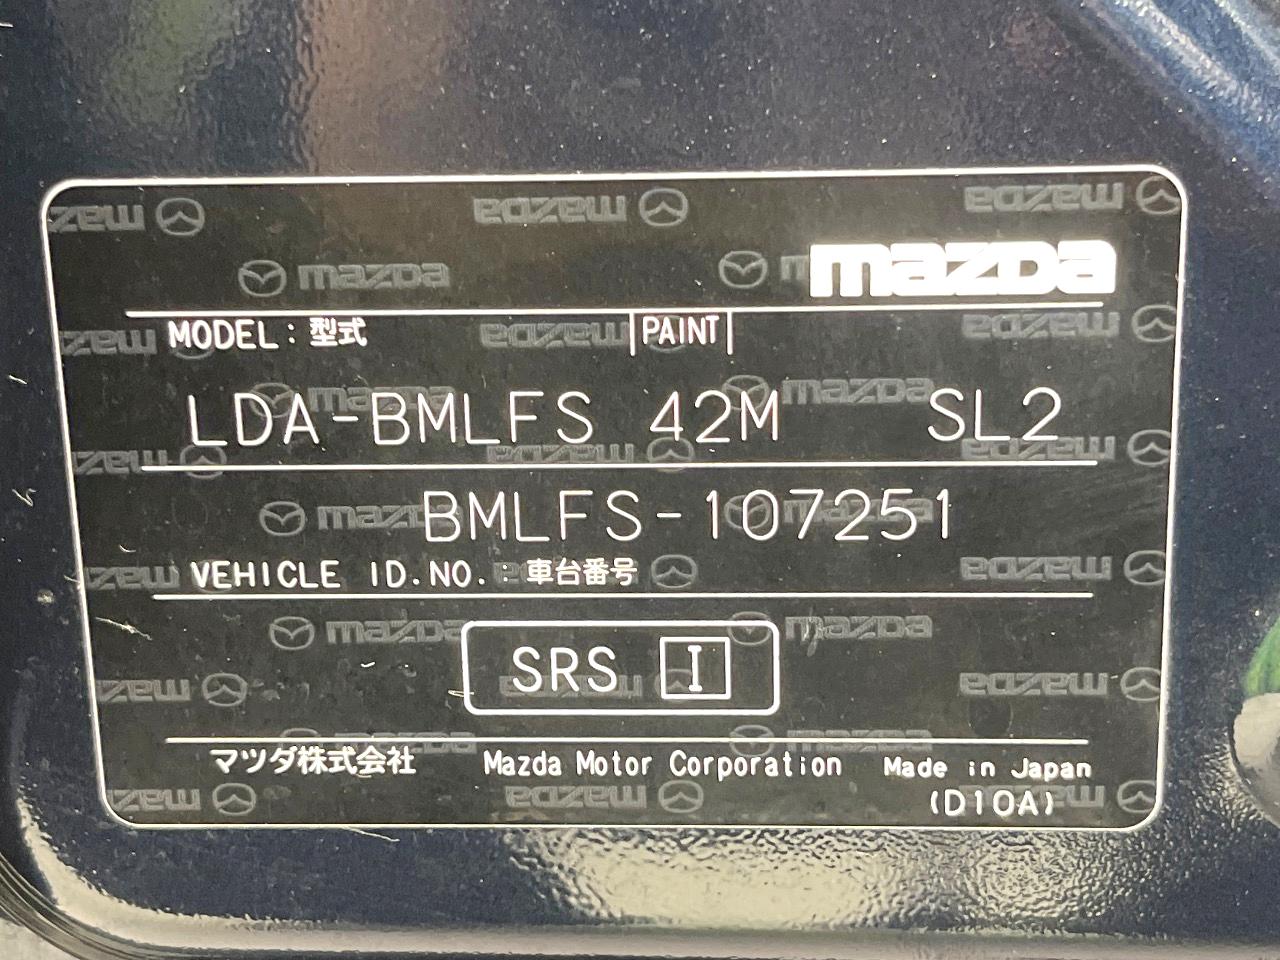 mazda
MODEL：型式 PAINT
LDA-BMLFS 42M SL2
BMLFS-107251
VEHICLE ID.NO.：車台番号
SRS I
マツダ株式会社 Mazda Motor Corporation Made in Japan
(D10A)